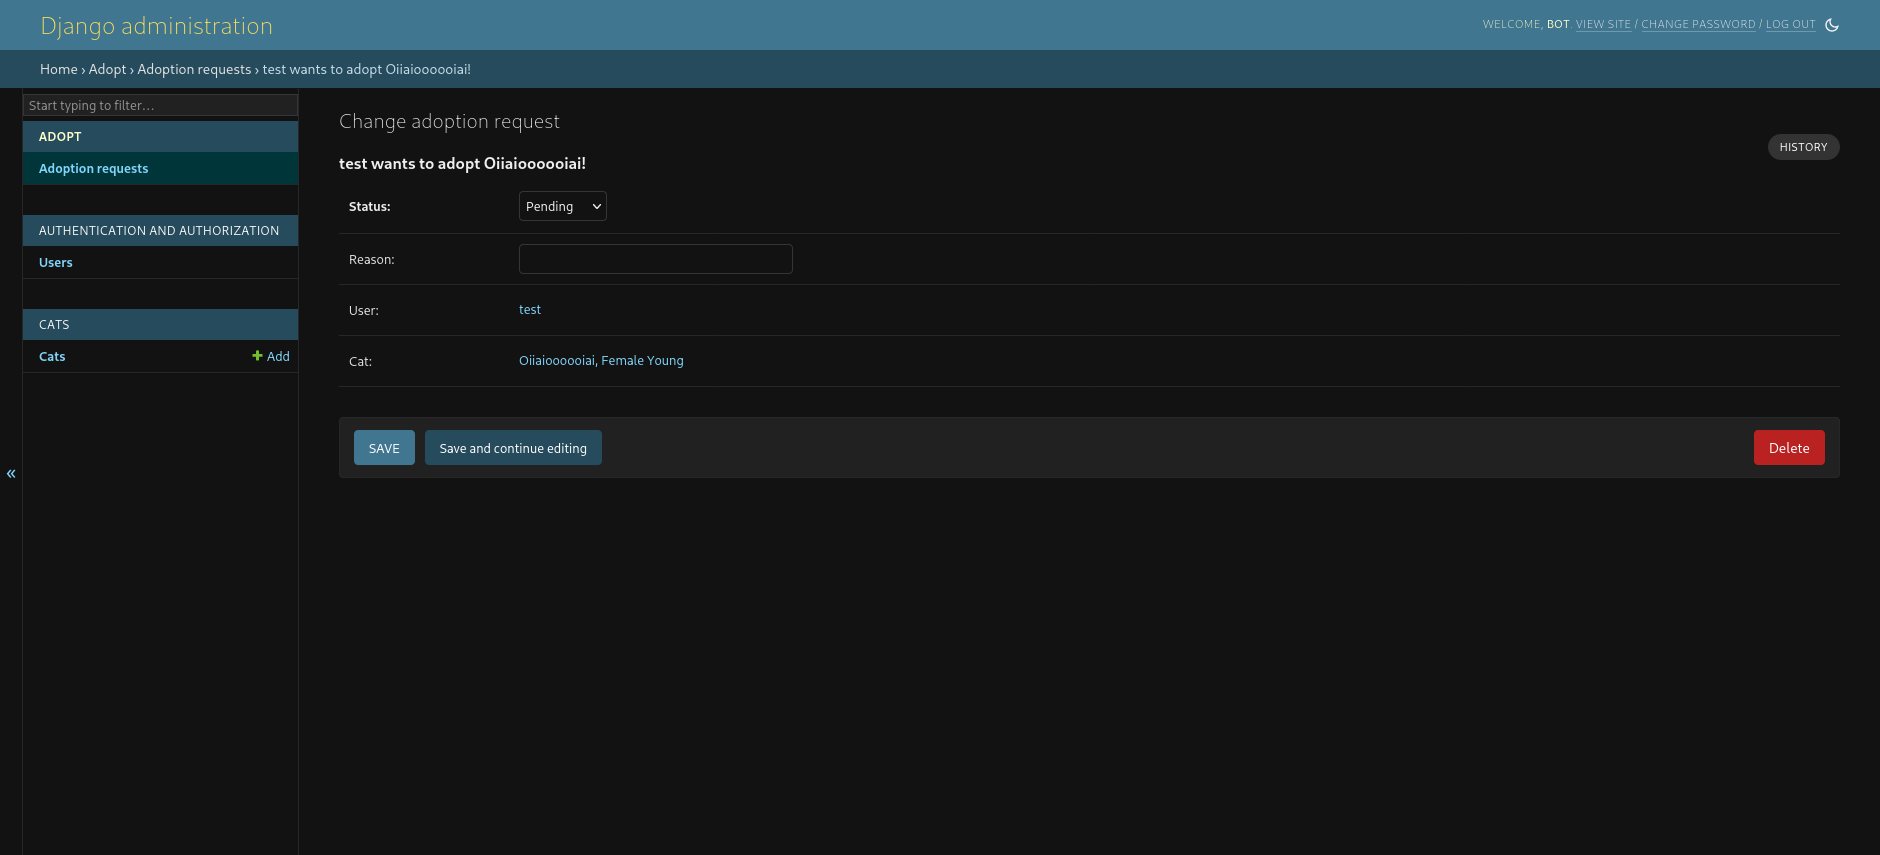 Django administration
WELCOME, BOT. VIEW SITE / CHANGE PASSWORD / LOG OUT
Home › Adopt › Adoption requests › test wants to adopt Oiiaioooooiai!
Start typing to filter…
ADOPT
Adoption requests
AUTHENTICATION AND AUTHORIZATION
Users
CATS
Cats
Add
«
Change adoption request
HISTORY
test wants to adopt Oiiaioooooiai!
Status:
Pending
Reason:
User:
test
Cat:
Oiiaioooooiai, Female Young
SAVE
Save and continue editing
Delete